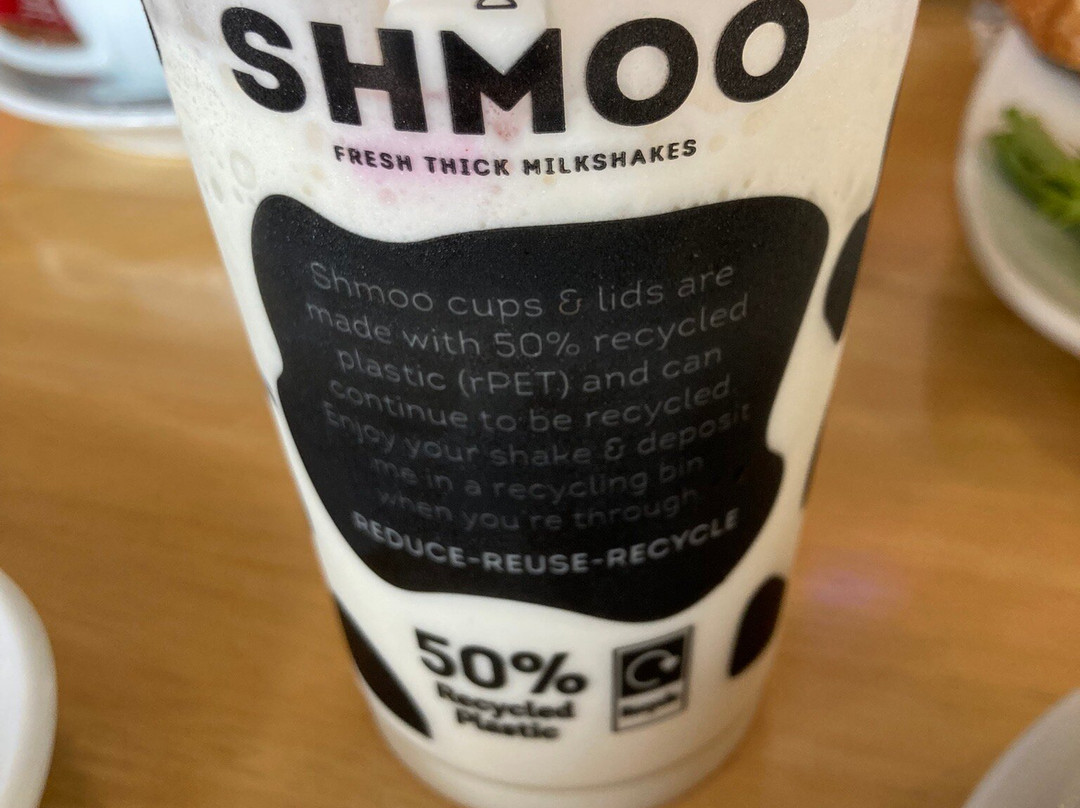 SHMOO
FRESH THICK MILKSHAKES
Shmoo cups & lids are
made with 50% recycled
plastic (rPET) and can
continue to be recycled.
Enjoy your shake & deposit
me in a recycling bin
when you're through
REDUCE-REUSE-RECYCLE
50%
Recycled
Plastic
Recycle